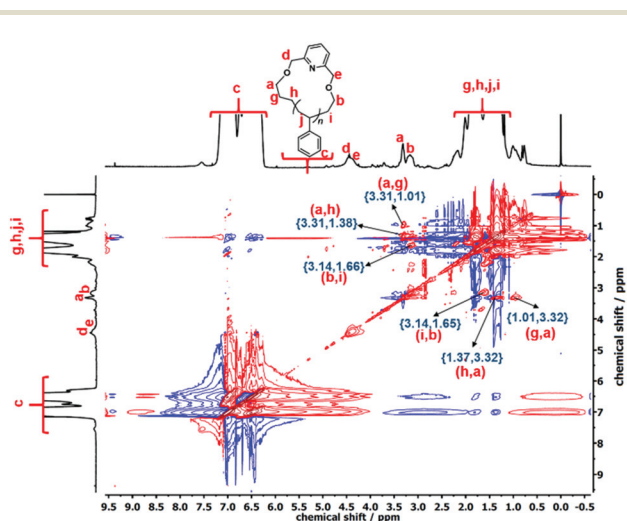 d
N
e
O
O
a
b
g
h
j
n
i
c
c
g,h,j,i
d
e
a
b
(a,g)
(a,h)
{3.31,1.01}
{3.31,1.38}
{3.14,1.66}
(b,i)
{3.14,1.65}
(i,b)
{1.01,3.32}
(g,a)
{1.37,3.32}
(h,a)
g,h,j,i
a b
d e
c
0
1
2
3
4
5
6
7
8
9
chemical shift / ppm
9.5 9.0 8.5 8.0 7.5 7.0 6.5 6.0 5.5 5.0 4.5 4.0 3.5 3.0 2.5 2.0 1.5 1.0 0.5 0.0 -0.5
chemical shift / ppm